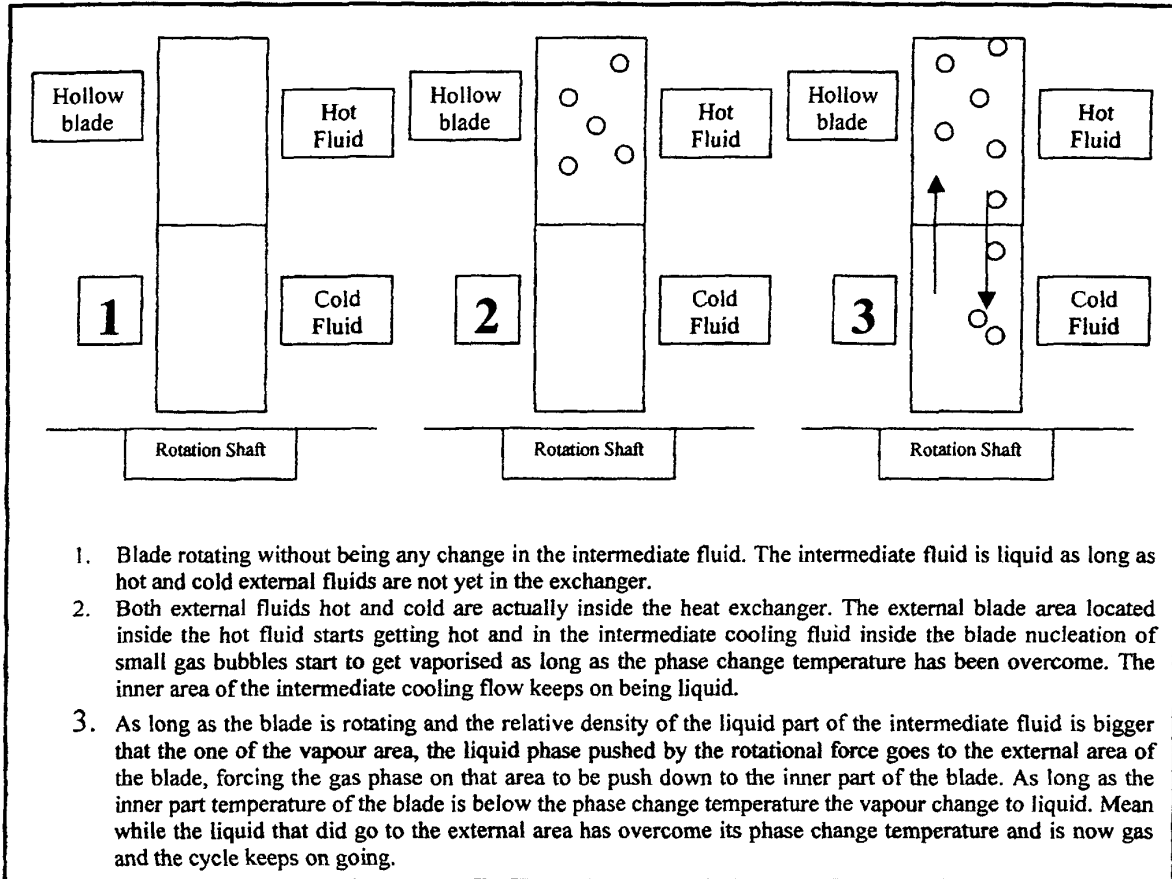 Hollow
blade
Hot
Fluid
1
Cold
Fluid
Rotation Shaft
Hollow
blade
Hot
Fluid
2
Cold
Fluid
Rotation Shaft
Hollow
blade
Hot
Fluid
3
Cold
Fluid
Rotation Shaft
1. Blade rotating without being any change in the intermediate fluid. The intermediate fluid is liquid as long as
hot and cold external fluids are not yet in the exchanger.
2. Both external fluids hot and cold are actually inside the heat exchanger. The external blade area located
inside the hot fluid starts getting hot and in the intermediate cooling fluid inside the blade nucleation of
small gas bubbles start to get vaporised as long as the phase change temperature has been overcome. The
inner area of the intermediate cooling flow keeps on being liquid.
3. As long as the blade is rotating and the relative density of the liquid part of the intermediate fluid is bigger
that the one of the vapour area, the liquid phase pushed by the rotational force goes to the external area of
the blade, forcing the gas phase on that area to be push down to the inner part of the blade. As long as the
inner part temperature of the blade is below the phase change temperature the vapour change to liquid. Mean
while the liquid that did go to the external area has overcome its phase change temperature and is now gas
and the cycle keeps on going.